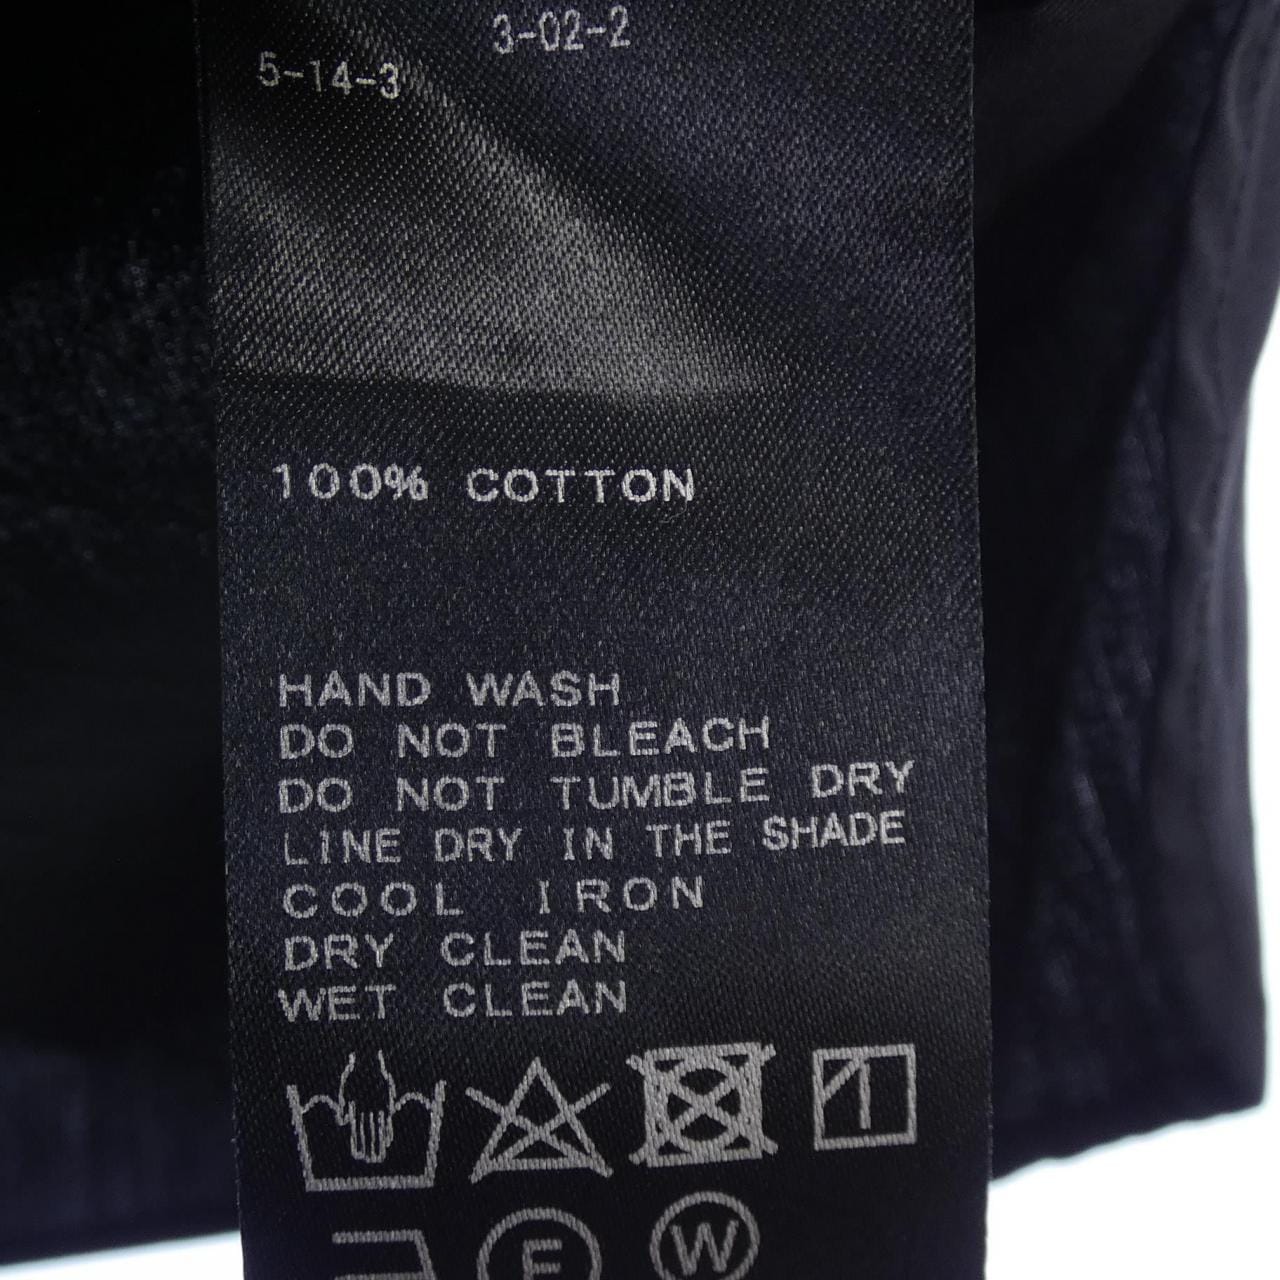 3-02-2
5-14-3
100% COTTON
HAND WASH
DO NOT BLEACH
DO NOT TUMBLE DRY
LINE DRY IN THE SHADE
COOL IRON
DRY CLEAN
WET CLEAN
F W